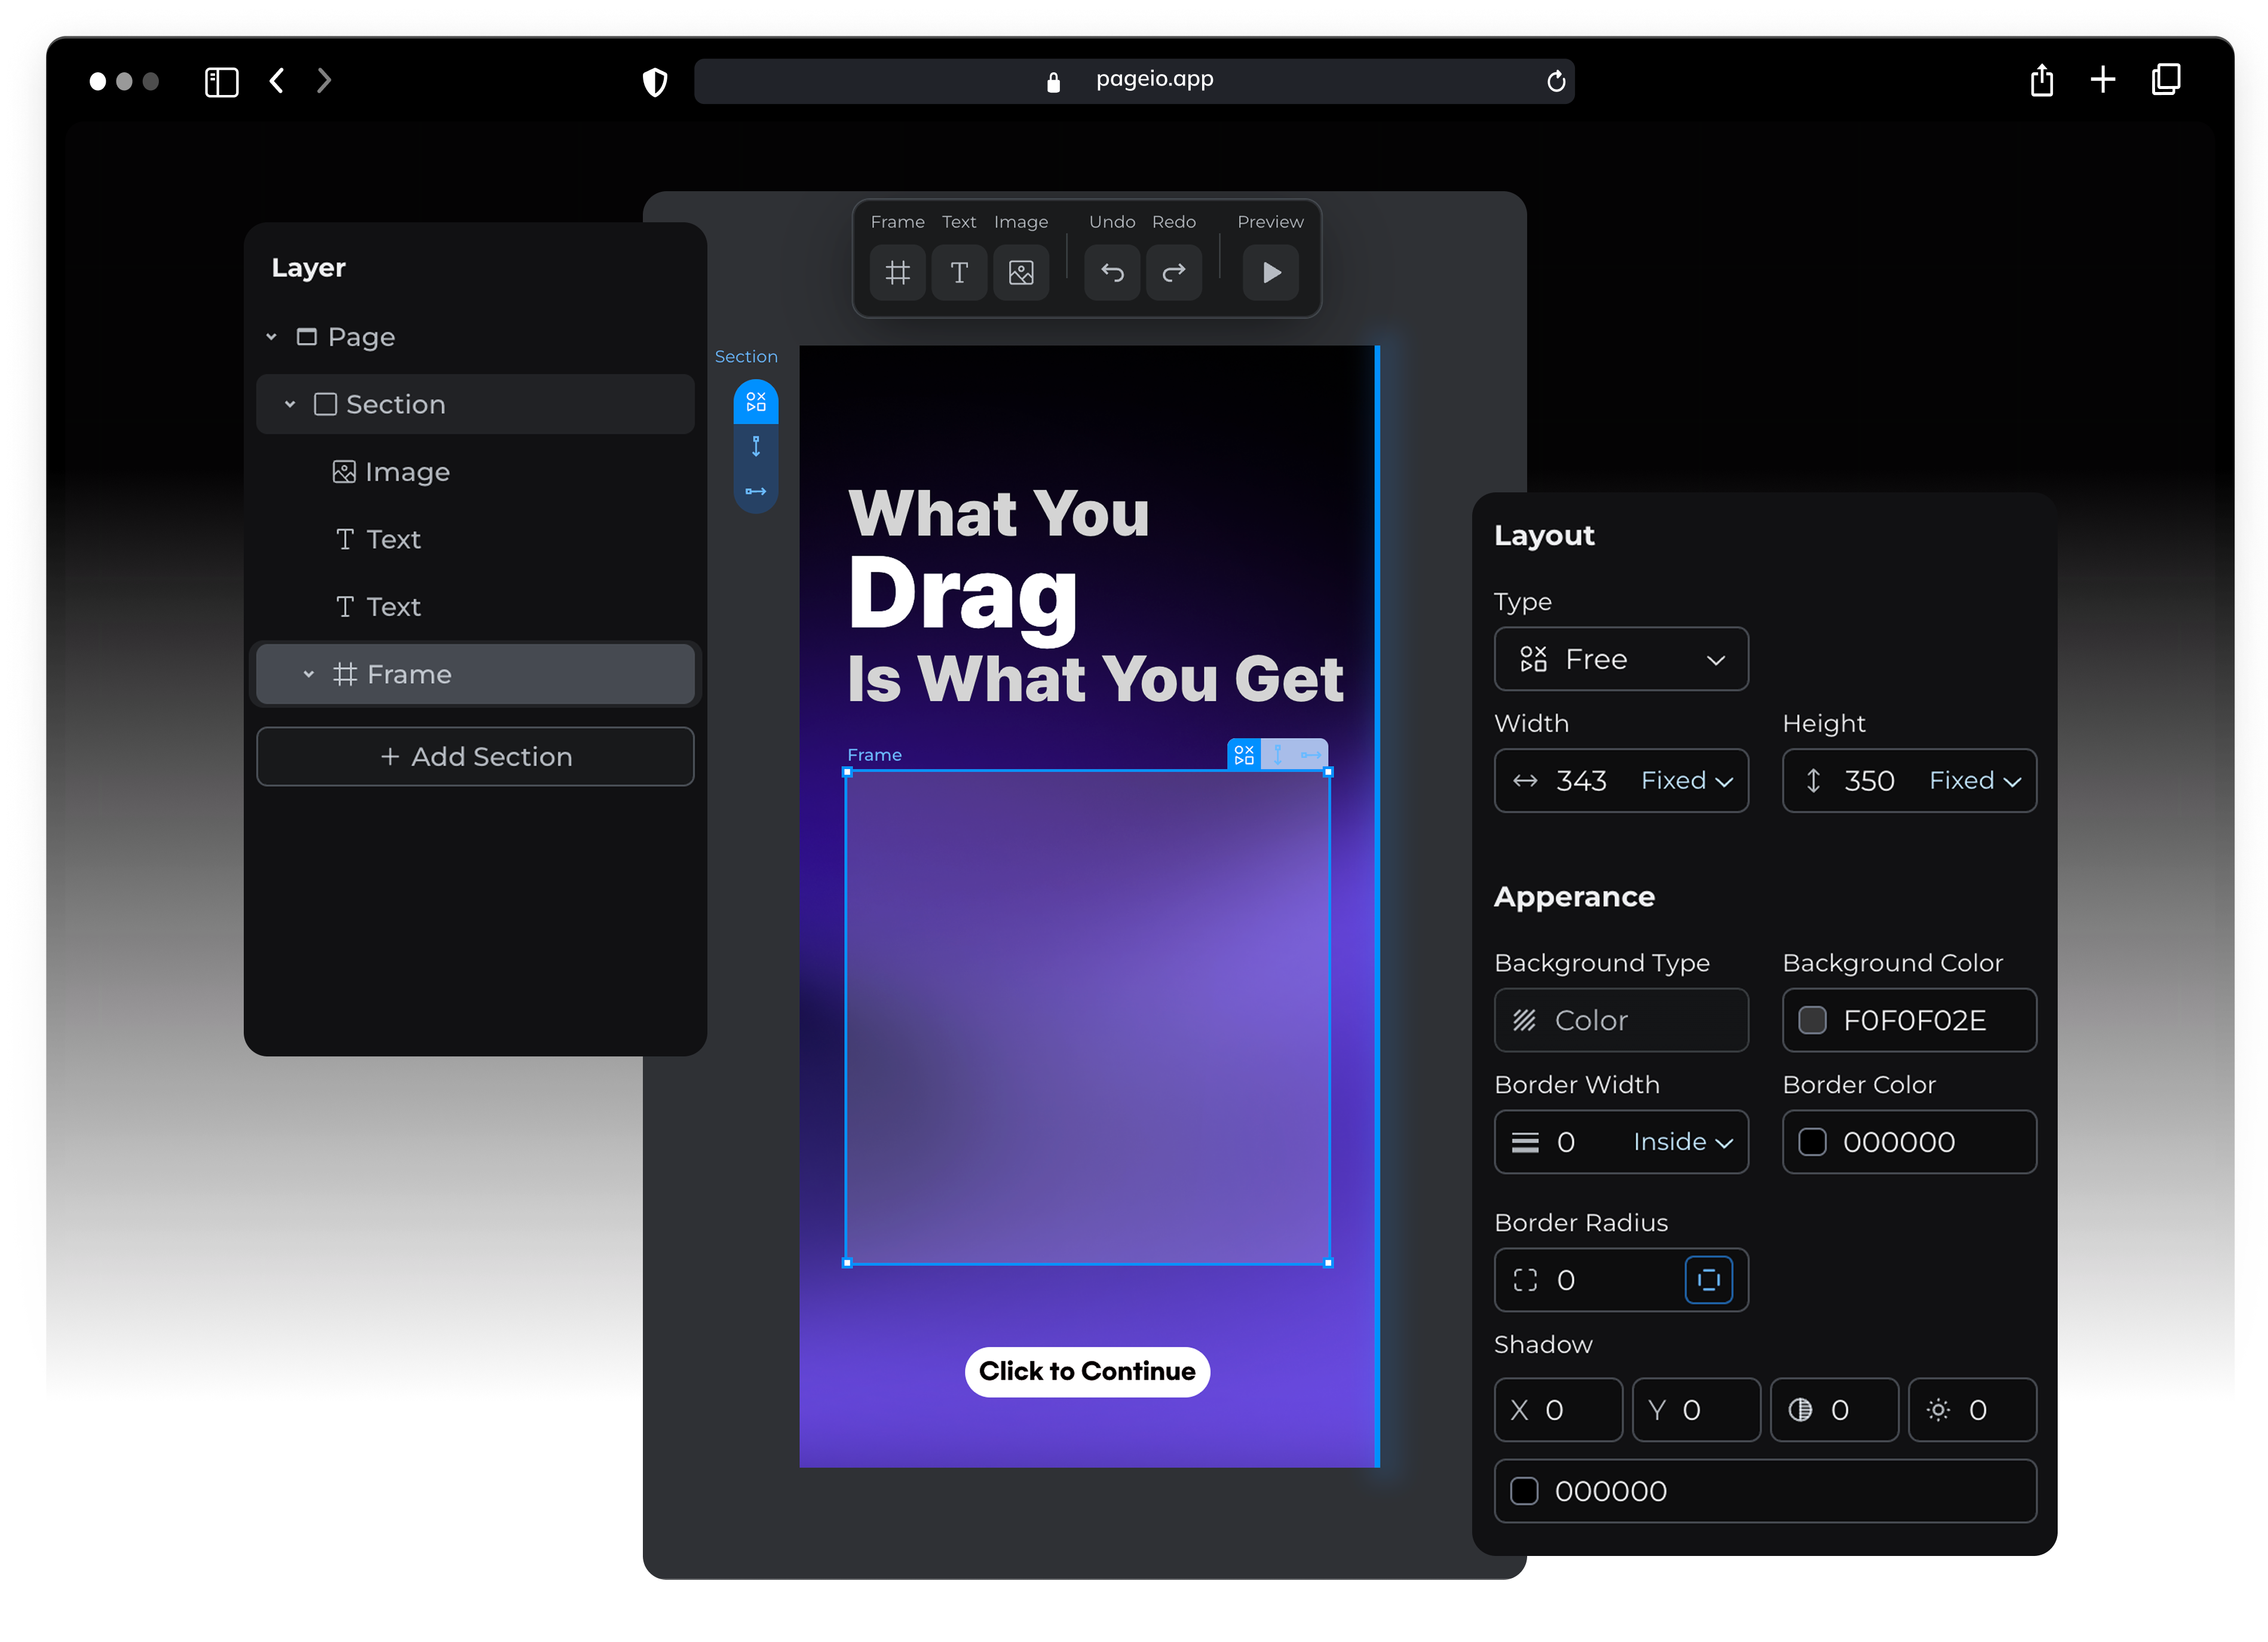 pageio.app
Frame Text Image Undo Redo Preview
T
Layer
Page
Section
Image
T Text
T Text
Frame
+ Add Section
Section
What You
Drag
Is What You Get
Frame
Click to Continue
Layout
Type
Free
Width Height
343 Fixed 350 Fixed
Apperance
Background Type Background Color
Color F0F0F02E
Border Width Border Color
0 Inside 000000
Border Radius
0
Shadow
X 0 Y 0 0 0
000000